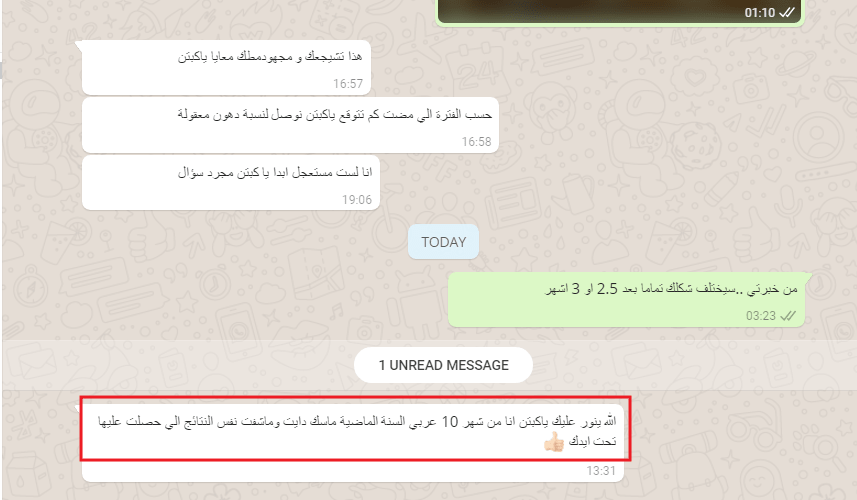 01:10
هذا تشيجعك و مجهودمطك معايا ياكبتن
16:57
حسب الفترة الي مضت كم تتوقع ياكبتن نوصل لنسبة دهون معقولة
16:58
انا لست مستعجل ابدا يا كبتن مجرد سؤال
19:06
TODAY
من خبرتي ..سيختلف شكلك تماما بعد 2.5 او 3 اشهر
03:23
1 UNREAD MESSAGE
الله ينور عليك ياكبتن انا من شهر 10 عربي السنة الماضية ماسك دايت وماشفت نفس النتائج الي حصلت عليها
تحت ايدك 👍🏻
13:31